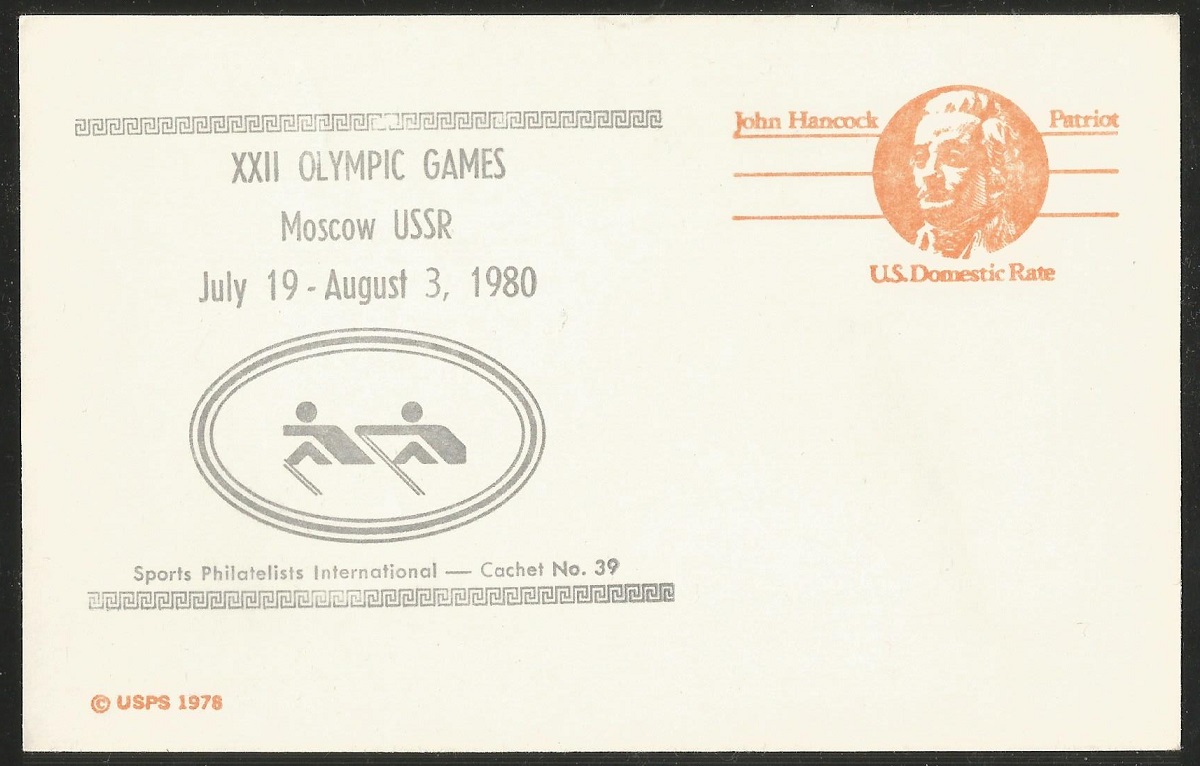 XXII OLYMPIC GAMES
Moscow USSR
July 19 - August 3, 1980
Sports Philatelists International — Cachet No. 39
© USPS 1978
John Hancock Patriot
U.S. Domestic Rate